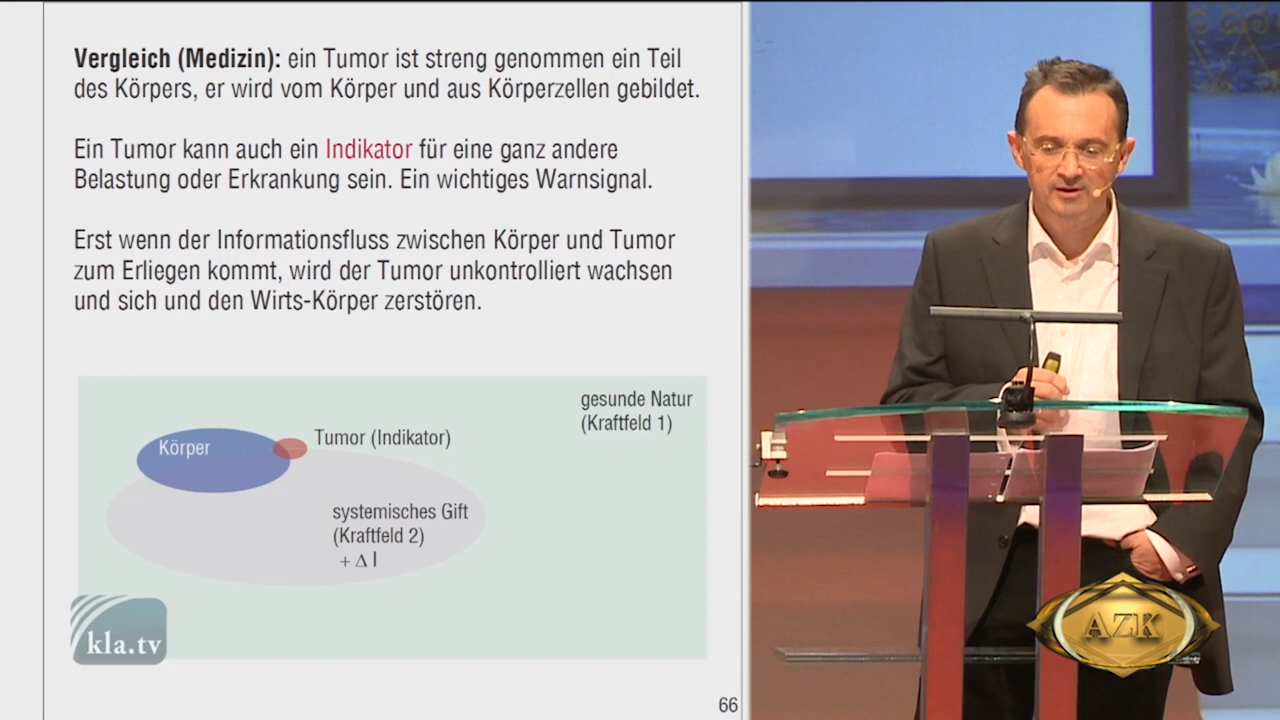 Vergleich (Medizin): ein Tumor ist streng genommen ein Teil
des Körpers, er wird vom Körper und aus Körperzellen gebildet.
Ein Tumor kann auch ein Indikator für eine ganz andere
Belastung oder Erkrankung sein. Ein wichtiges Warnsignal.
Erst wenn der Informationsfluss zwischen Körper und Tumor
zum Erliegen kommt, wird der Tumor unkontrolliert wachsen
und sich und den Wirts-Körper zerstören.
gesunde Natur
(Kraftfeld 1)
Körper
Tumor (Indikator)
systemisches Gift
(Kraftfeld 2)
+ Δ I
kla.tv
66
AZK